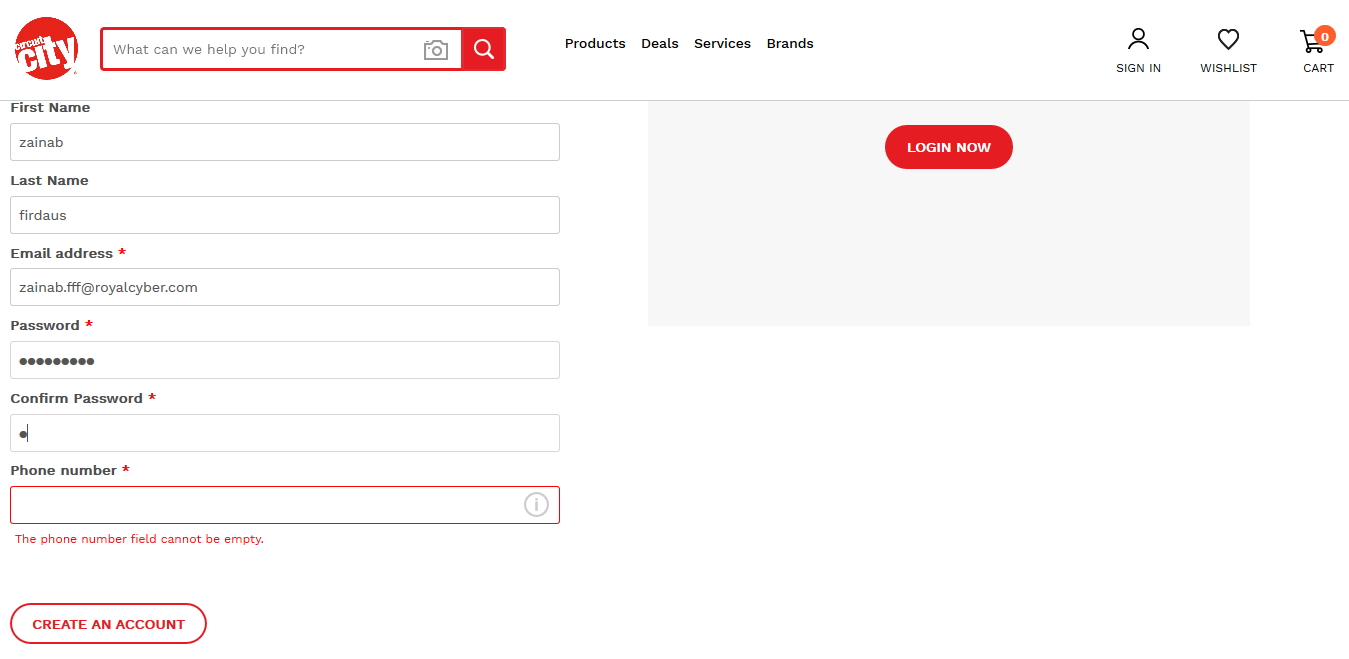 circuit
city
What can we help you find?
Products Deals Services Brands
SIGN IN
WISHLIST
0
CART
First Name
zainab
Last Name
firdaus
Email address *
zainab.fff@royalcyber.com
Password *
●●●●●●●●●
Confirm Password *
●
Phone number *
The phone number field cannot be empty.
CREATE AN ACCOUNT
LOGIN NOW